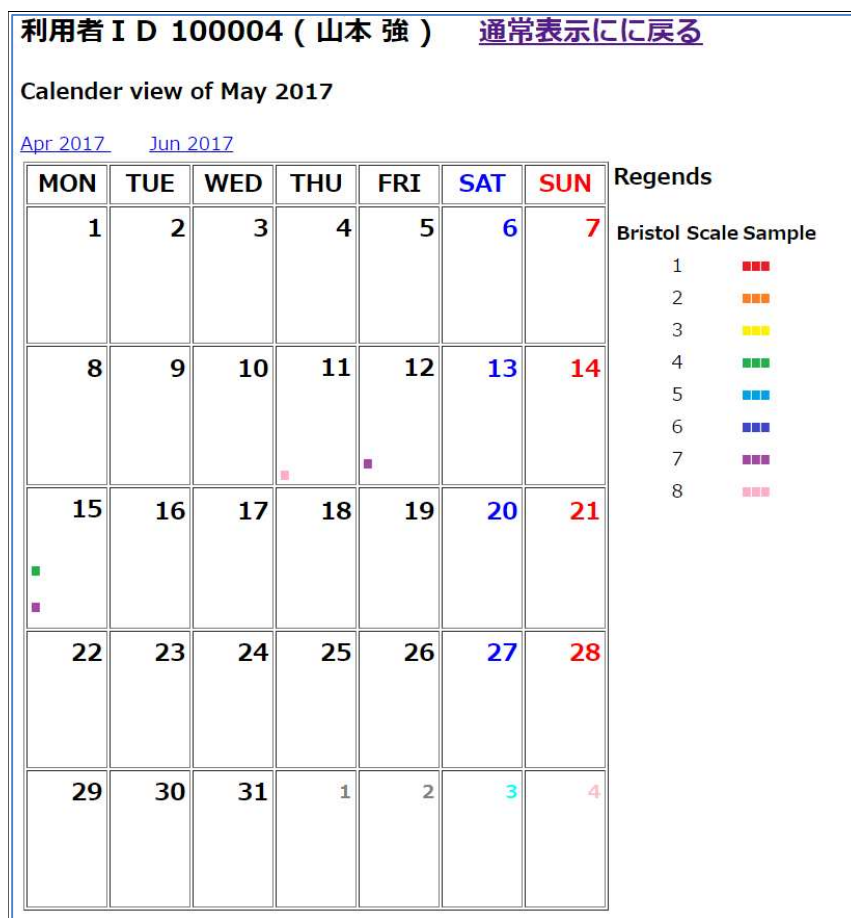 利用者ＩＤ 100004 ( 山本 強 ) 通常表示にに戻る
Calender view of May 2017
Apr 2017 Jun 2017
MON TUE WED THU FRI SAT SUN
1 2 3 4 5 6 7
8 9 10 11 12 13 14
15 16 17 18 19 20 21
22 23 24 25 26 27 28
29 30 31 1 2 3 4
Regends
Bristol Scale Sample
1
2
3
4
5
6
7
8